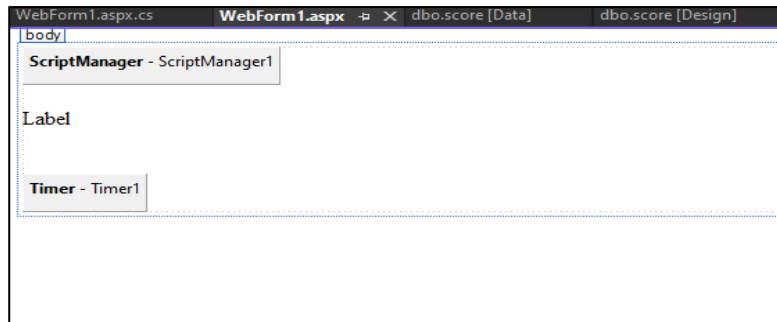 WebForm1.aspx.cs WebForm1.aspx dbo.score [Data] dbo.score [Design]
body
ScriptManager - ScriptManager1
Label
Timer - Timer1